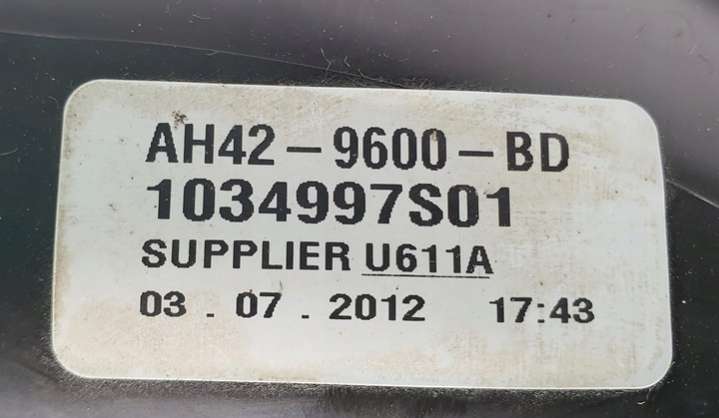 AH42-9600-BD
1034997S01
SUPPLIER U611A
03 . 07 . 2012 17:43